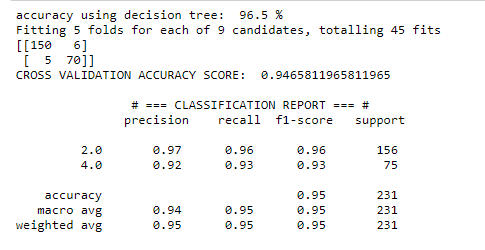 accuracy using decision tree:  96.5 %
Fitting 5 folds for each of 9 candidates, totalling 45 fits
[[150   6]
 [  5  70]]
CROSS VALIDATION ACCURACY SCORE:  0.9465811965811965
# === CLASSIFICATION REPORT === #
precision    recall  f1-score   support
2.0       0.97      0.96      0.96       156
4.0       0.92      0.93      0.93        75
accuracy                           0.95       231
macro avg       0.94      0.95      0.95       231
weighted avg       0.95      0.95      0.95       231